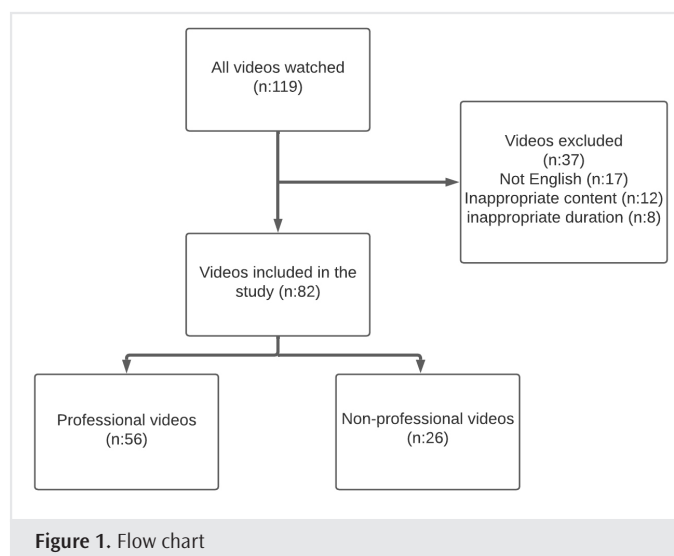 All videos watched
(n:119)
Videos excluded
(n:37)
Not English (n:17)
Inappropriate content (n:12)
inappropriate duration (n:8)
Videos included in the
study (n:82)
Professional videos
(n:56)
Non-professional videos
(n:26)
Figure 1. Flow chart